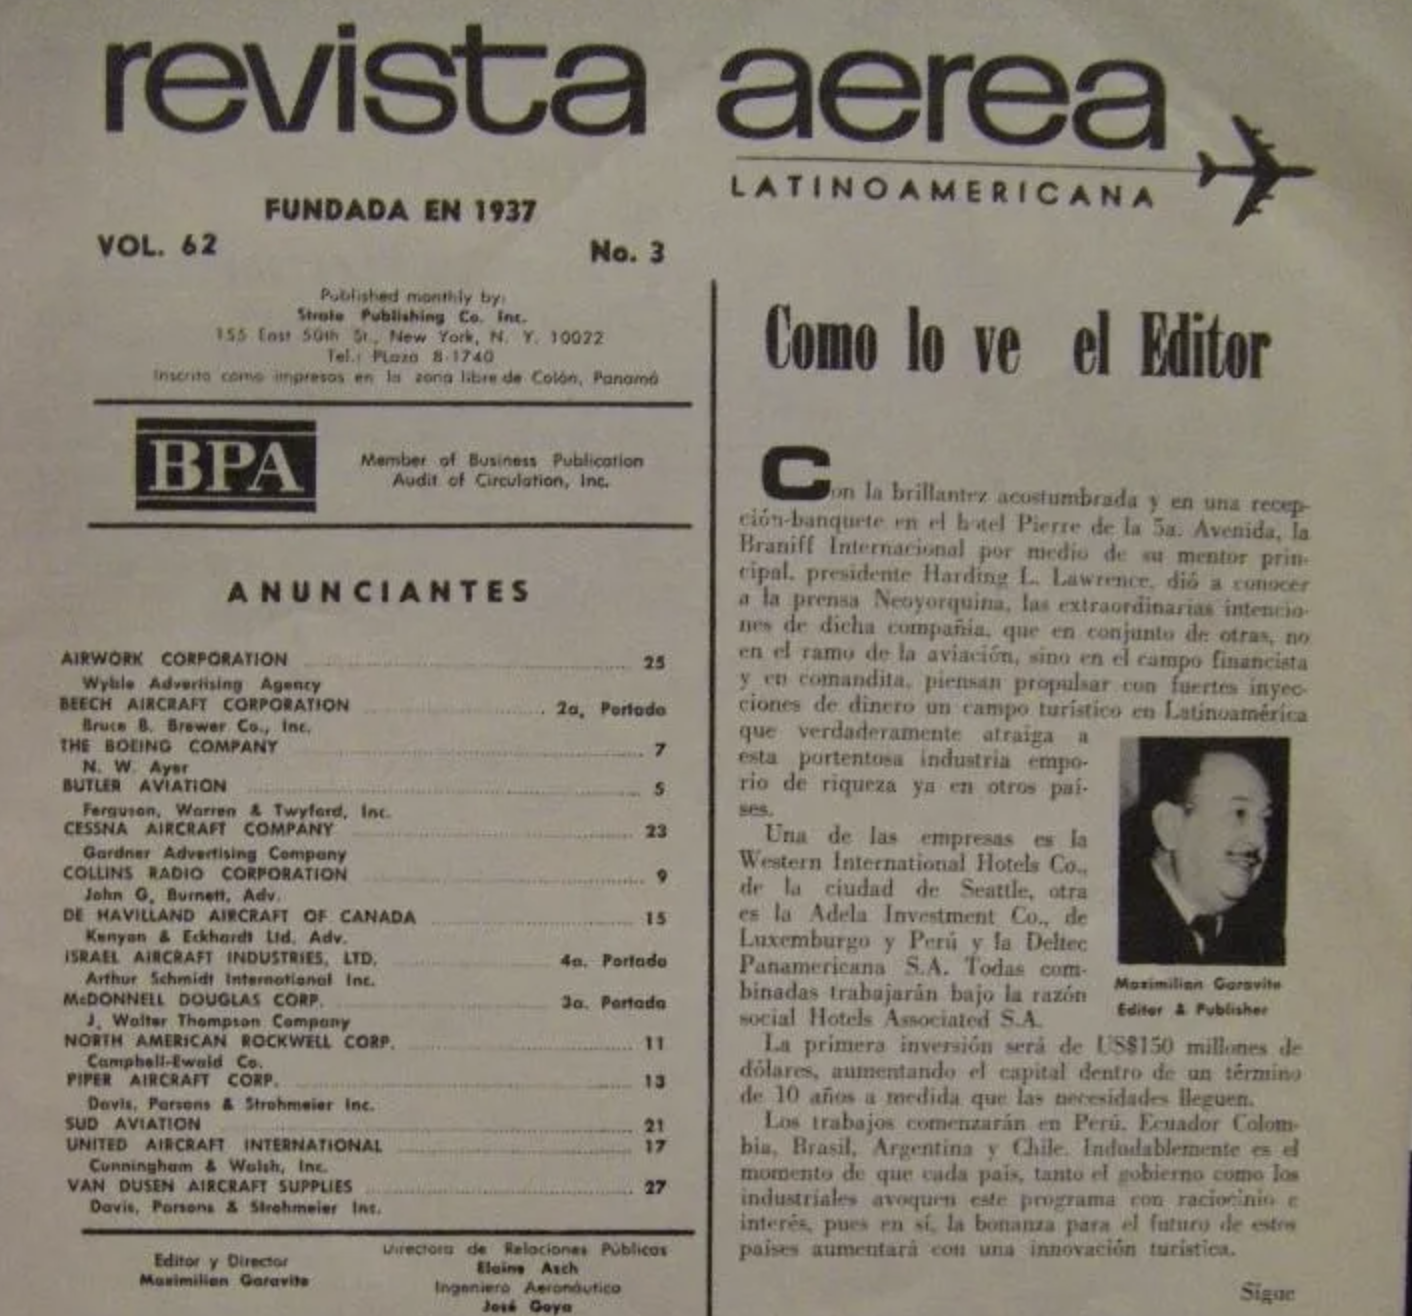 revista aerea
LATINOAMERICANA
FUNDADA EN 1937
VOL. 62 No. 3
Published monthly by:
Strato Publishing Co. Inc.
155 East 50th St., New York, N. Y. 10022
Tel.: PLaza 8-1740
Inscrita como impresos en la zona libre de Colón, Panamá
BPA
Member of Business Publication
Audit of Circulation, Inc.
ANUNCIANTES
AIRWORK CORPORATION 25
Wyble Advertising Agency
BEECH AIRCRAFT CORPORATION 2a, Portada
Bruce B. Brewer Co., Inc.
THE BOEING COMPANY 7
N. W. Ayer
BUTLER AVIATION 5
Ferguson, Warren & Twyford, Inc.
CESSNA AIRCRAFT COMPANY 23
Gardner Advertising Company
COLLINS RADIO CORPORATION 9
John G, Burnett, Adv.
DE HAVILLAND AIRCRAFT OF CANADA 15
Kenyon & Eckhardt Ltd, Adv.
ISRAEL AIRCRAFT INDUSTRIES, LTD. 4a. Portada
Arthur Schmidt International Inc.
McDONNELL DOUGLAS CORP. 3a. Portada
J, Walter Thompson Company
NORTH AMERICAN ROCKWELL CORP. 11
Campbell-Ewald Co.
PIPER AIRCRAFT CORP. 13
Davis, Parsons & Strohmeier Inc.
SUD AVIATION 21
UNITED AIRCRAFT INTERNATIONAL 17
Cunningham & Walsh, Inc.
VAN DUSEN AIRCRAFT SUPPLIES 27
Davis, Parsons & Strohmeier Inc.
Editor y Director
Maximilian Garavito
Directora de Relaciones Públicas
Elaine Asch
Ingeniero Aeronáutico
José Goya
Como lo ve el Editor
Con la brillantez acostumbrada y en una recep-
ción-banquete en el hotel Pierre de la 5a. Avenida, la
Braniff Internacional por medio de su mentor prin-
cipal, presidente Harding L. Lawrence, dió a conocer
a la prensa Neoyorquina, las extraordinarias intencio-
nes de dicha compañia, que en conjunto de otras, no
en el ramo de la aviación, sino en el campo financista
y en comandita, piensan propulsar con fuertes inyec-
ciones de dinero un campo turístico en Latinoamérica
que verdaderamente atraiga a
esta portentosa industria empo-
rio de riqueza ya en otros paí-
ses.
Una de las empresas es la
Western International Hotels Co.,
de la ciudad de Seattle, otra
es la Adela Investment Co., de
Luxemburgo y Perú y la Deltec
Panamericana S.A. Todas com-
binadas trabajarán bajo la razón
social Hotels Associated S.A.
Maximilian Garavito
Editor & Publisher
La primera inversión será de US$150 millones de
dólares, aumentando el capital dentro de un término
de 10 años a medida que las necesidades lleguen.
Los trabajos comenzarán en Perú, Ecuador Colom-
bia, Brasil, Argentina y Chile. Indudablemente es el
momento de que cada país, tanto el gobierno como los
industriales avoquen este programa con raciocinio e
interés, pues en sí, la bonanza para el futuro de estos
países aumentará con una innovación turística.
Sigue